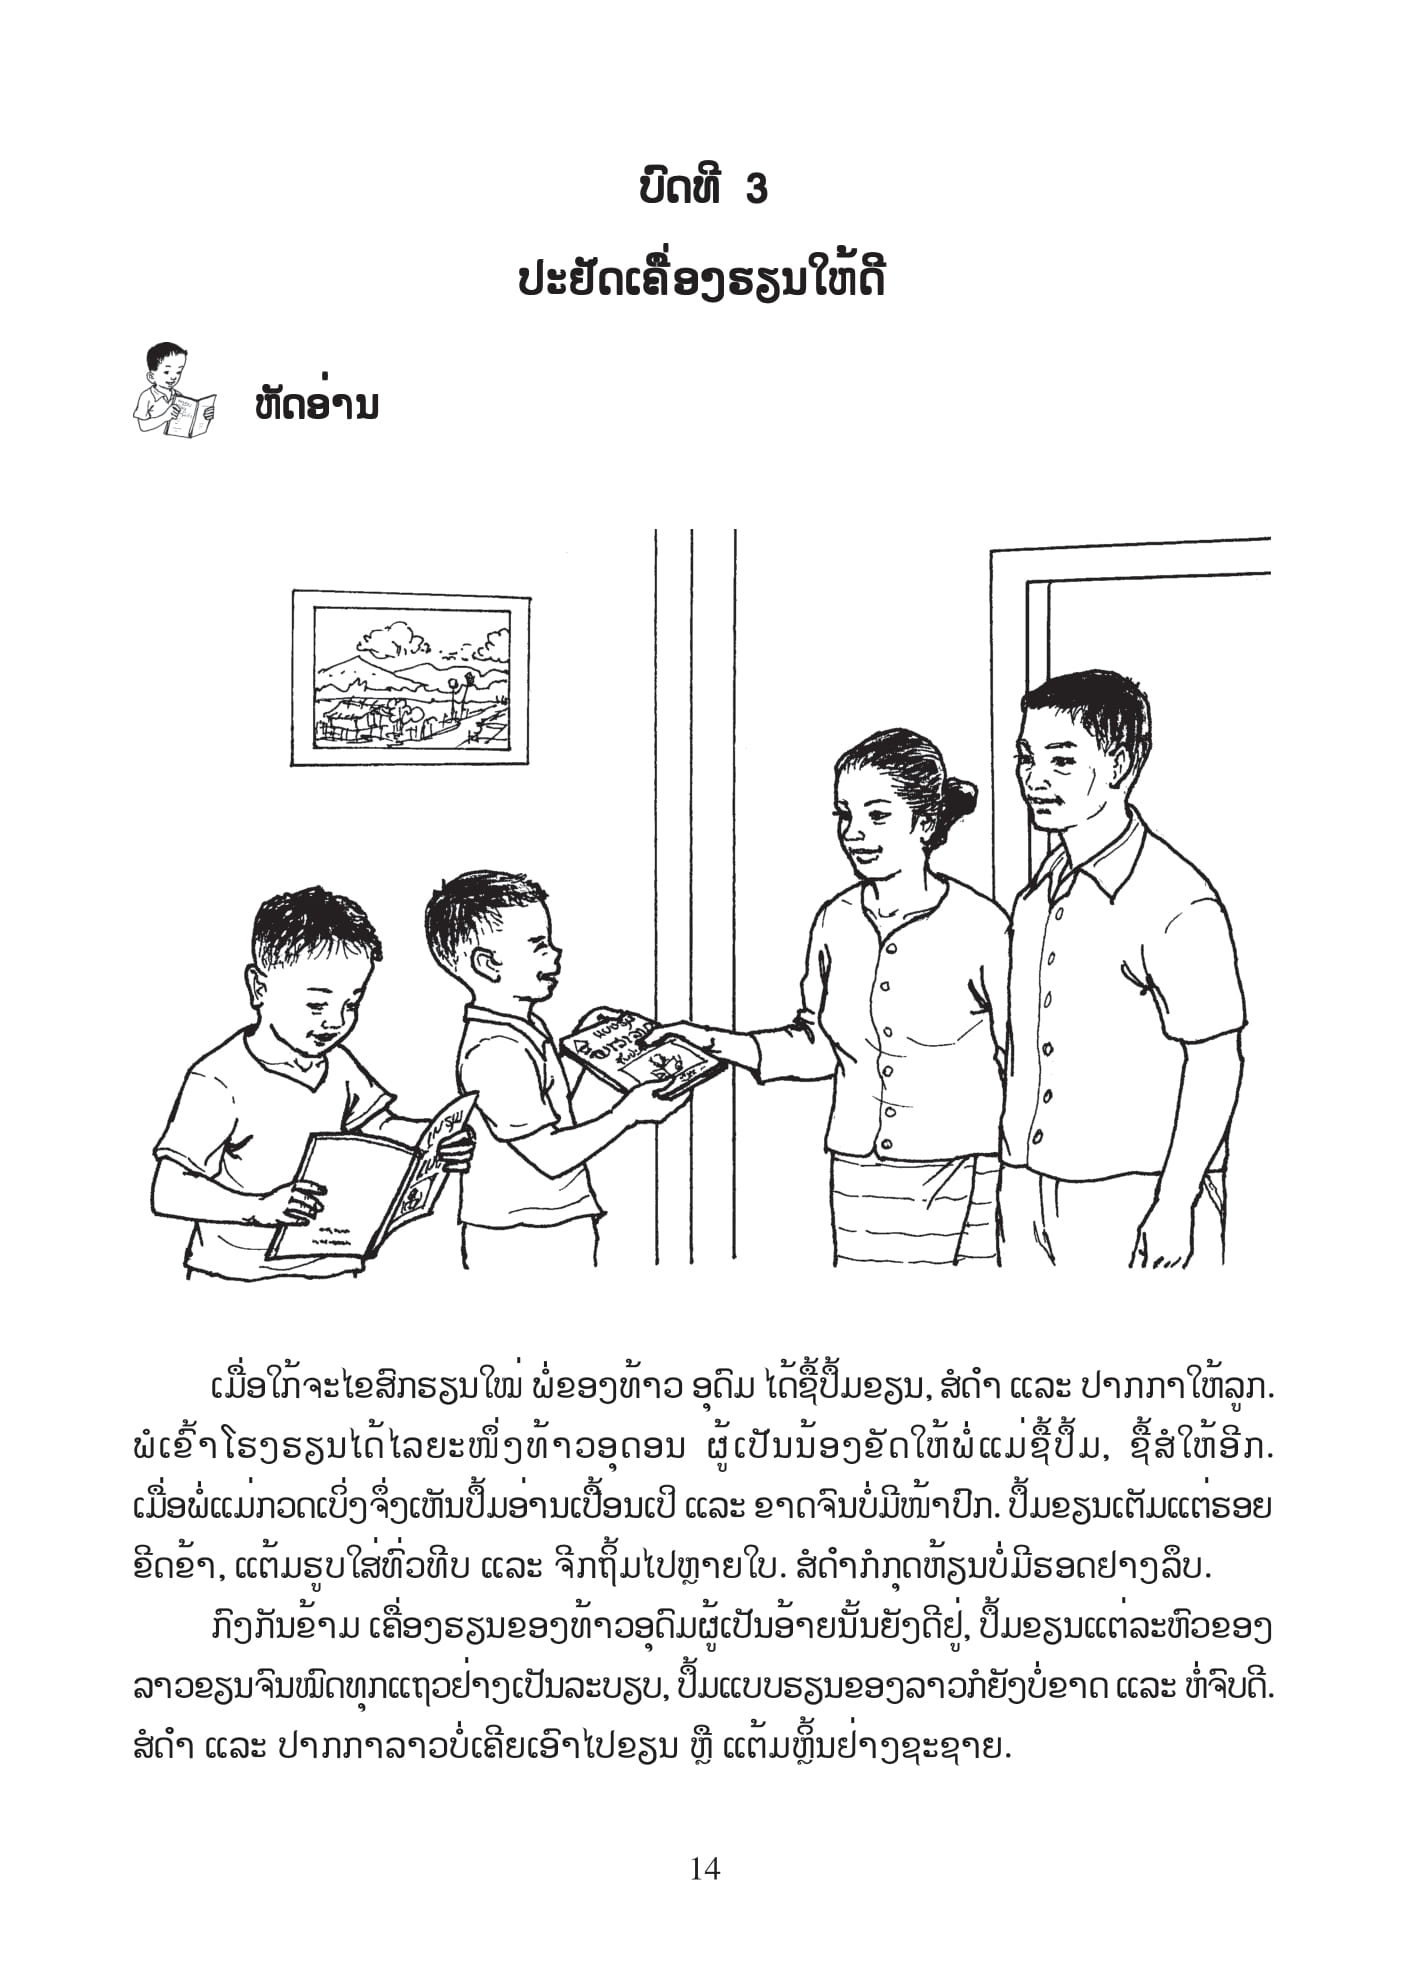 ບົດທີ 3
ປະຢັດເຄື່ອງຮຽນໃຫ້ດີ
ຫັດອ່ານ
ເມື່ອໃກ້ຈະໄຂສົກຮຽນໃໝ່ ພໍ່ຂອງທ້າວ ອຸດົມ ໄດ້ຊື້ປຶ້ມຂຽນ, ສໍດຳ ແລະ ປາກກາໃຫ້ລູກ.
ພໍເຂົ້າໂຮງຮຽນໄດ້ໄລຍະໜຶ່ງທ້າວອຸດອນ ຜູ້ເປັນນ້ອງຂັດໃຫ້ພໍ່ແມ່ຊື້ປຶ້ມ, ຊື້ສໍໃຫ້ອີກ.
ເມື່ອພໍ່ແມ່ກວດເບິ່ງຈຶ່ງເຫັນປຶ້ມອ່ານເປື້ອນເປິ ແລະ ຂາດຈົນບໍ່ມີໜ້າປົກ. ປຶ້ມຂຽນເຕັມແຕ່ຮອຍ
ຂີດຂ້າ, ແຕ້ມຮູບໃສ່ທົ່ວທີບ ແລະ ຈີກຖິ້ມໄປຫຼາຍໃບ. ສໍດຳກໍກຸດຫ້ຽນບໍ່ມີຮອດຢາງລຶບ.
ກົງກັນຂ້າມ ເຄື່ອງຮຽນຂອງທ້າວອຸດົມຜູ້ເປັນອ້າຍນັ້ນຍັງດີຢູ່, ປຶ້ມຂຽນແຕ່ລະຫົວຂອງ
ລາວຂຽນຈົນໝົດທຸກແຖວຢ່າງເປັນລະບຽບ, ປຶ້ມແບບຮຽນຂອງລາວກໍຍັງບໍ່ຂາດ ແລະ ຫໍ່ຈົບດີ.
ສໍດຳ ແລະ ປາກກາລາວບໍ່ເຄີຍເອົາໄປຂຽນ ຫຼື ແຕ້ມຫຼິ້ນຢ່າງຊະຊາຍ.
14